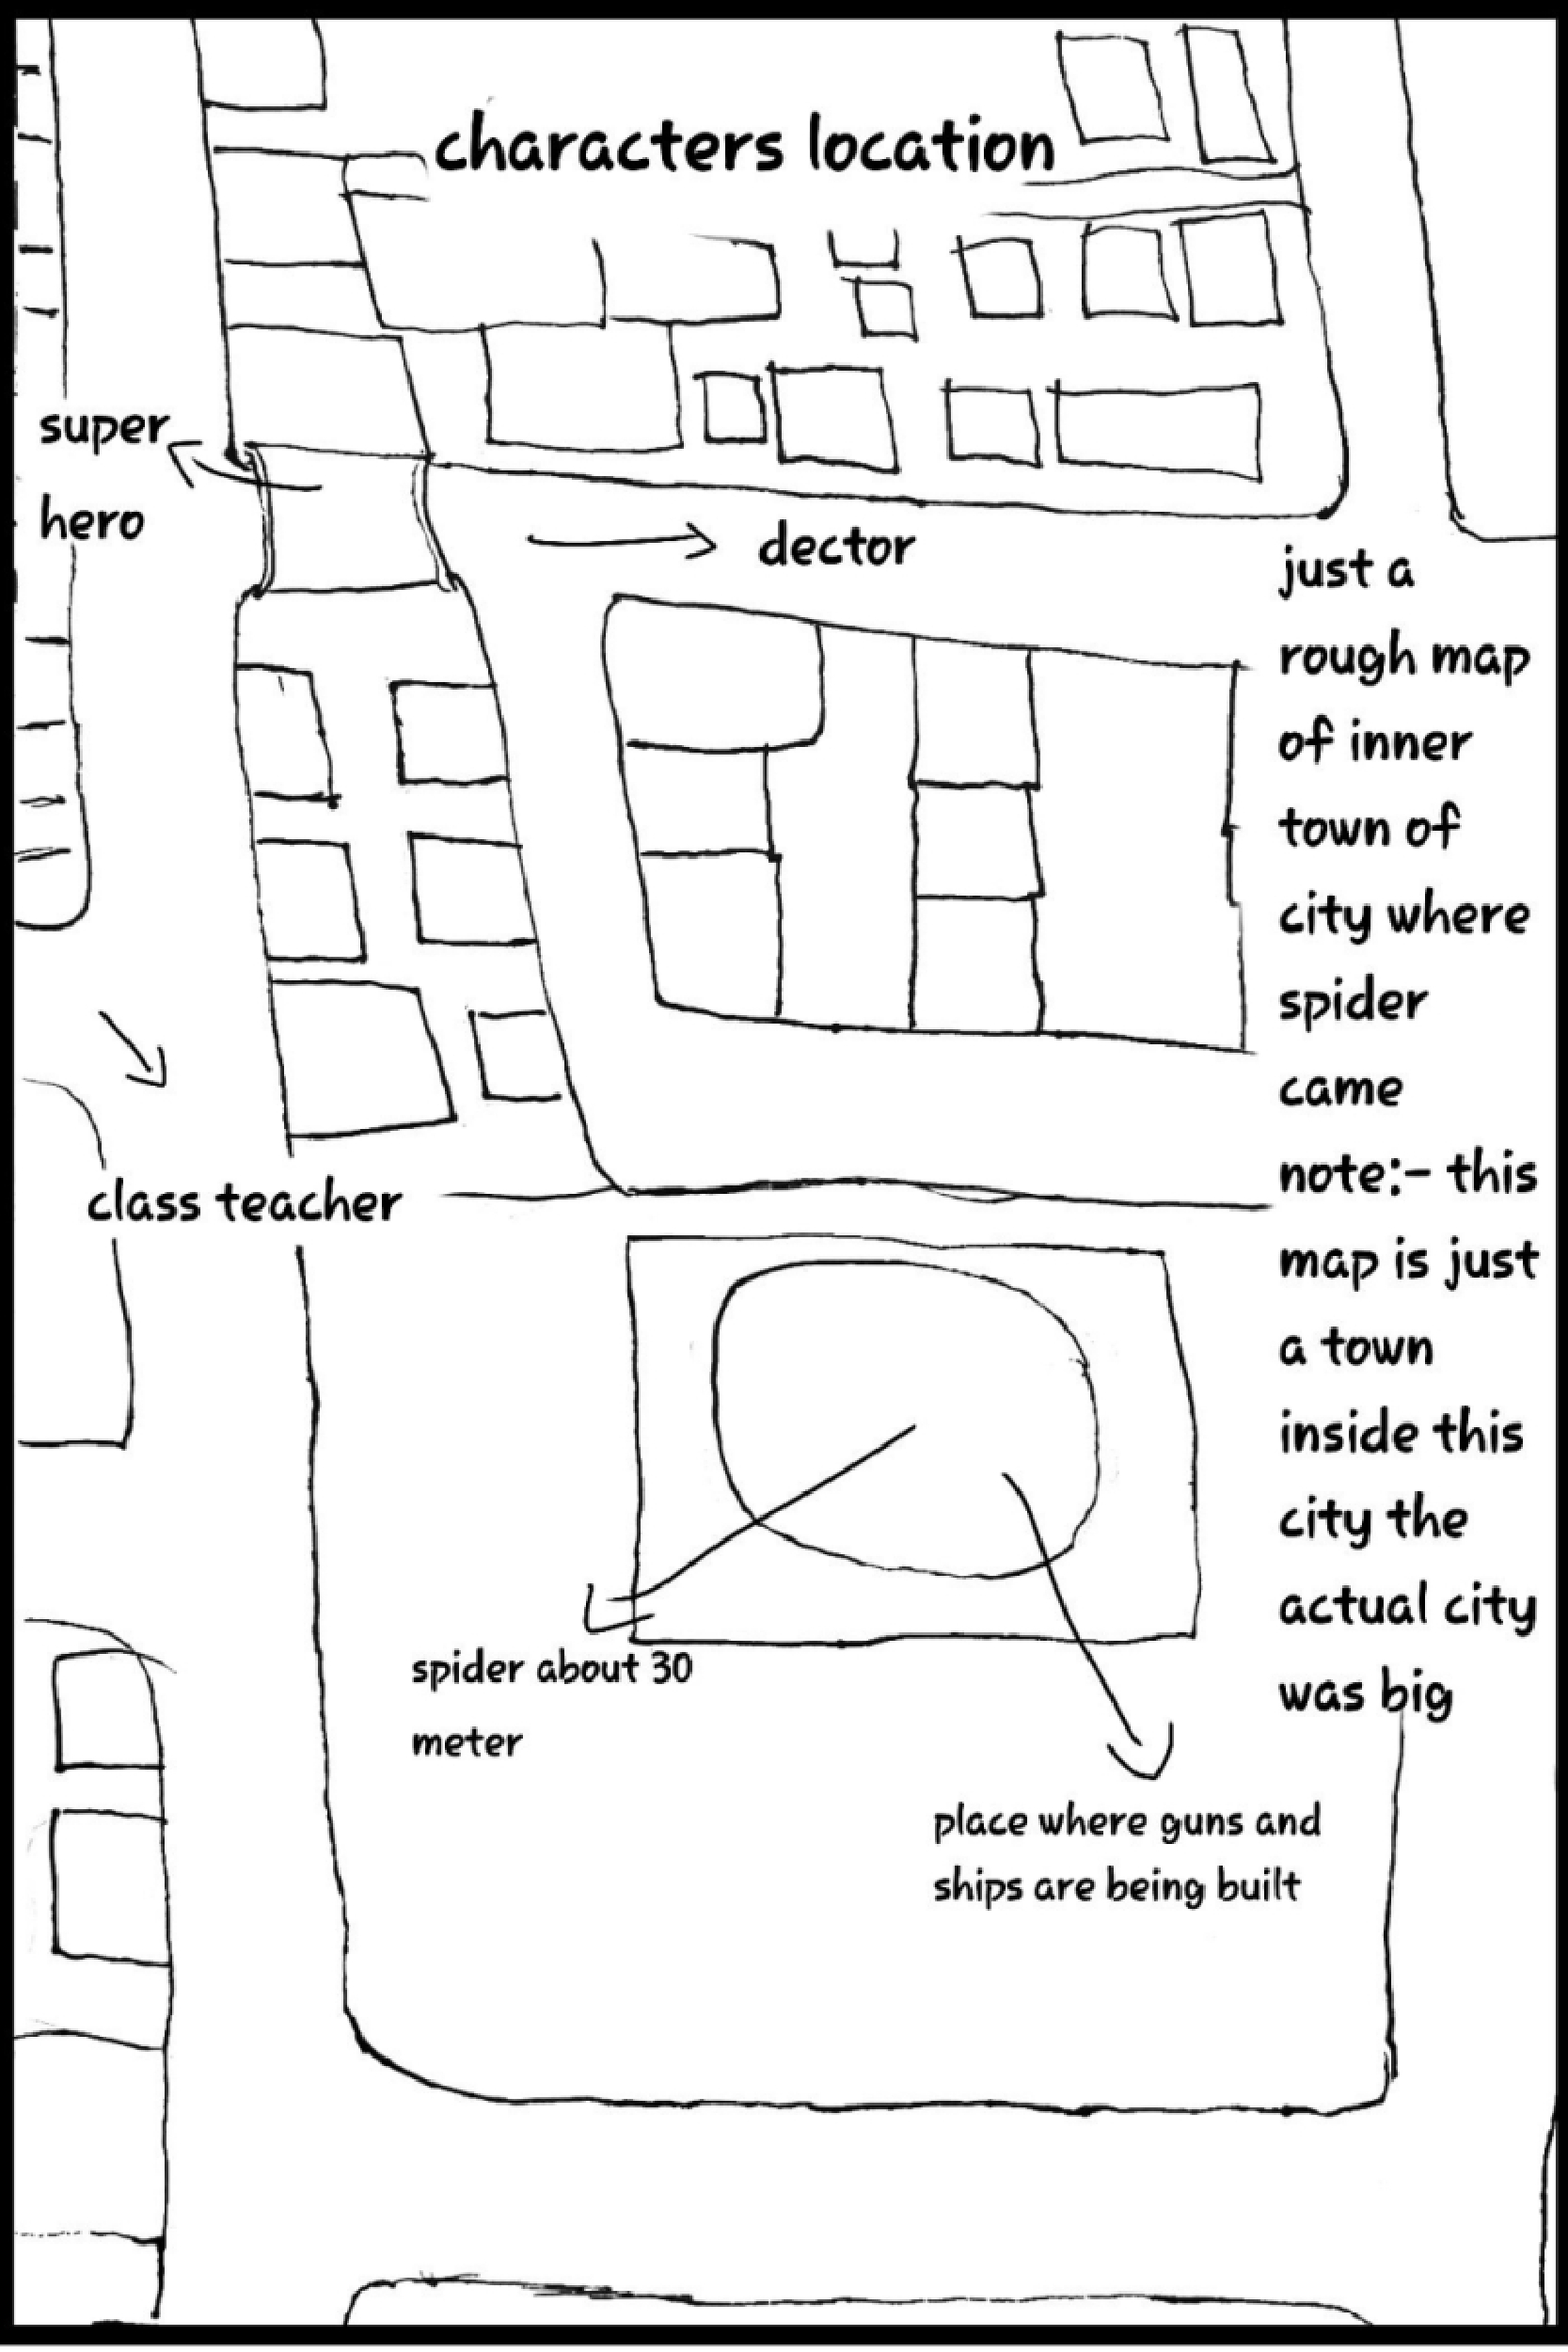 characters location
super
hero
dector
just a
rough map
of inner
town of
city where
spider
came
note:- this
map is just
a town
inside this
city the
actual city
was big
class teacher
spider about 30
meter
place where guns and
ships are being built